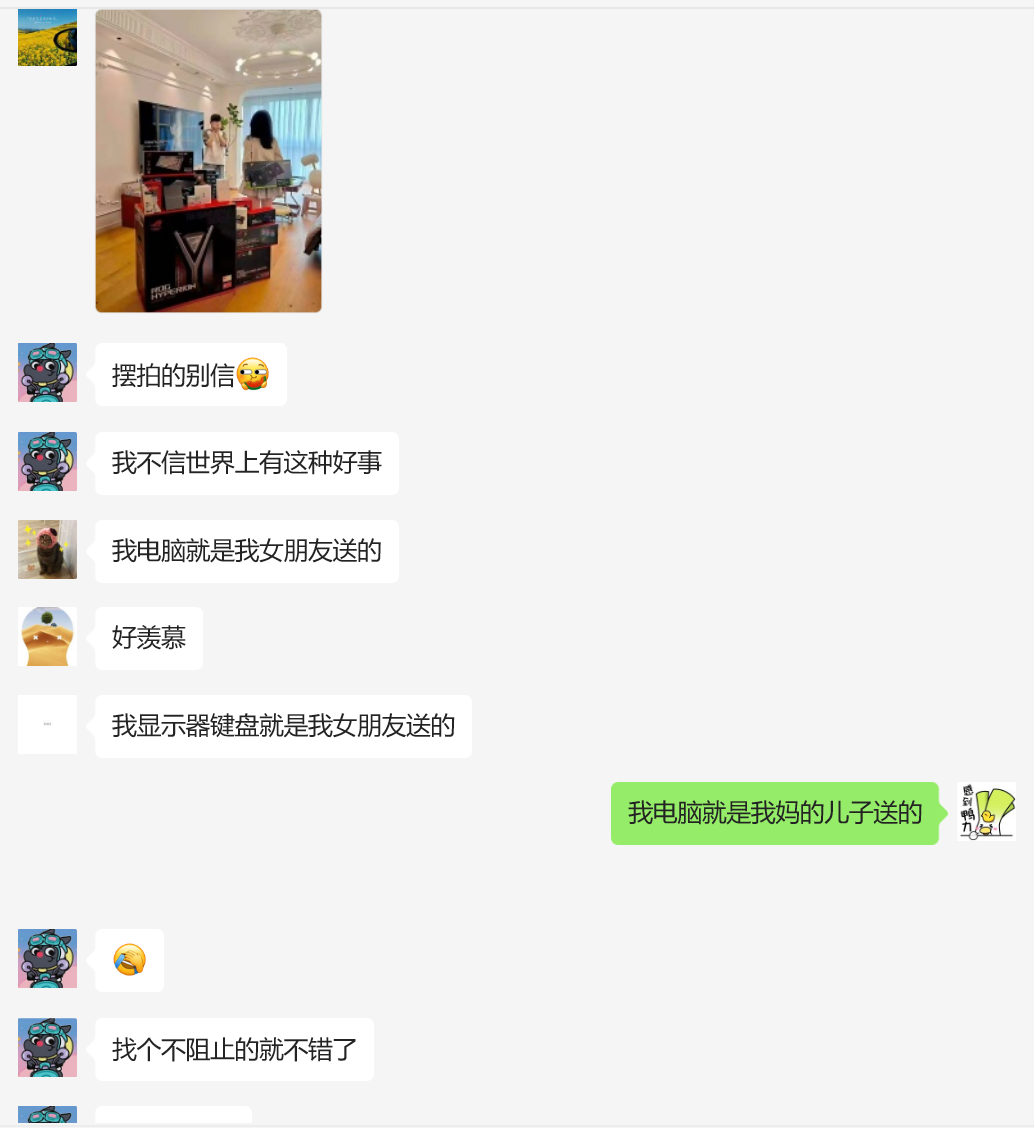 ROG
HYPERION
摆拍的别信
我不信世界上有这种好事
我电脑就是我女朋友送的
好羡慕
我显示器键盘就是我女朋友送的
我电脑就是我妈的儿子送的
感到鸭力
找个不阻止的就不错了